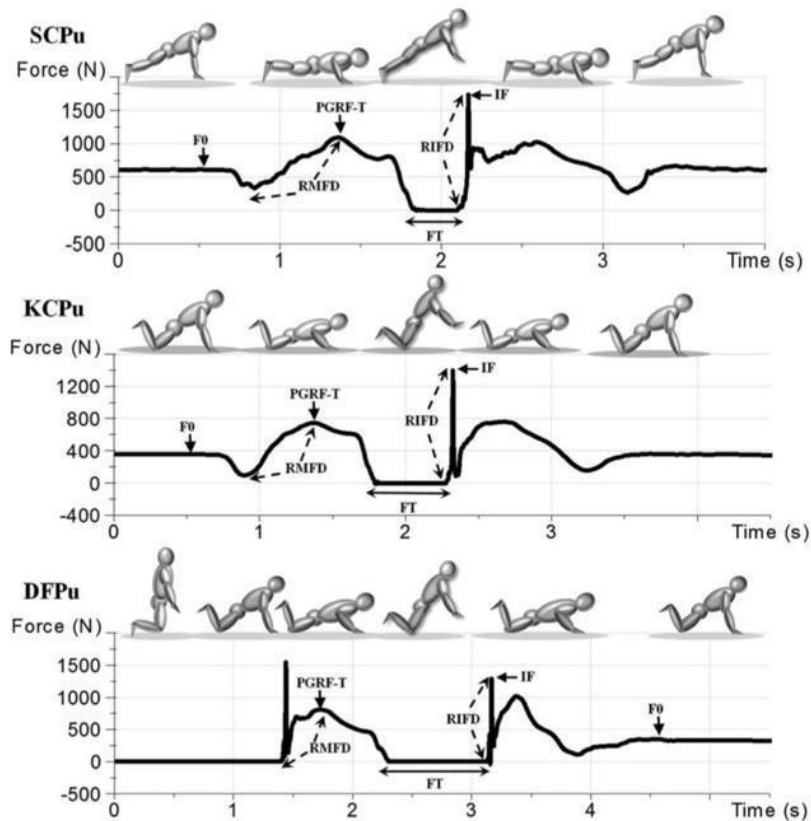 SCPu
Force (N)
1500
1000
500
0
-500
F0
PGRF-T
RMFD
RIFD
IF
FT
0 1 2 3 Time (s)
KCPu
Force (N)
1200
800
400
0
-400
F0
PGRF-T
RMFD
RIFD
IF
FT
0 1 2 3 Time (s)
DFPu
Force (N)
1500
1000
500
0
-500
PGRF-T
RMFD
RIFD
IF
F0
FT
0 1 2 3 4 Time (s)